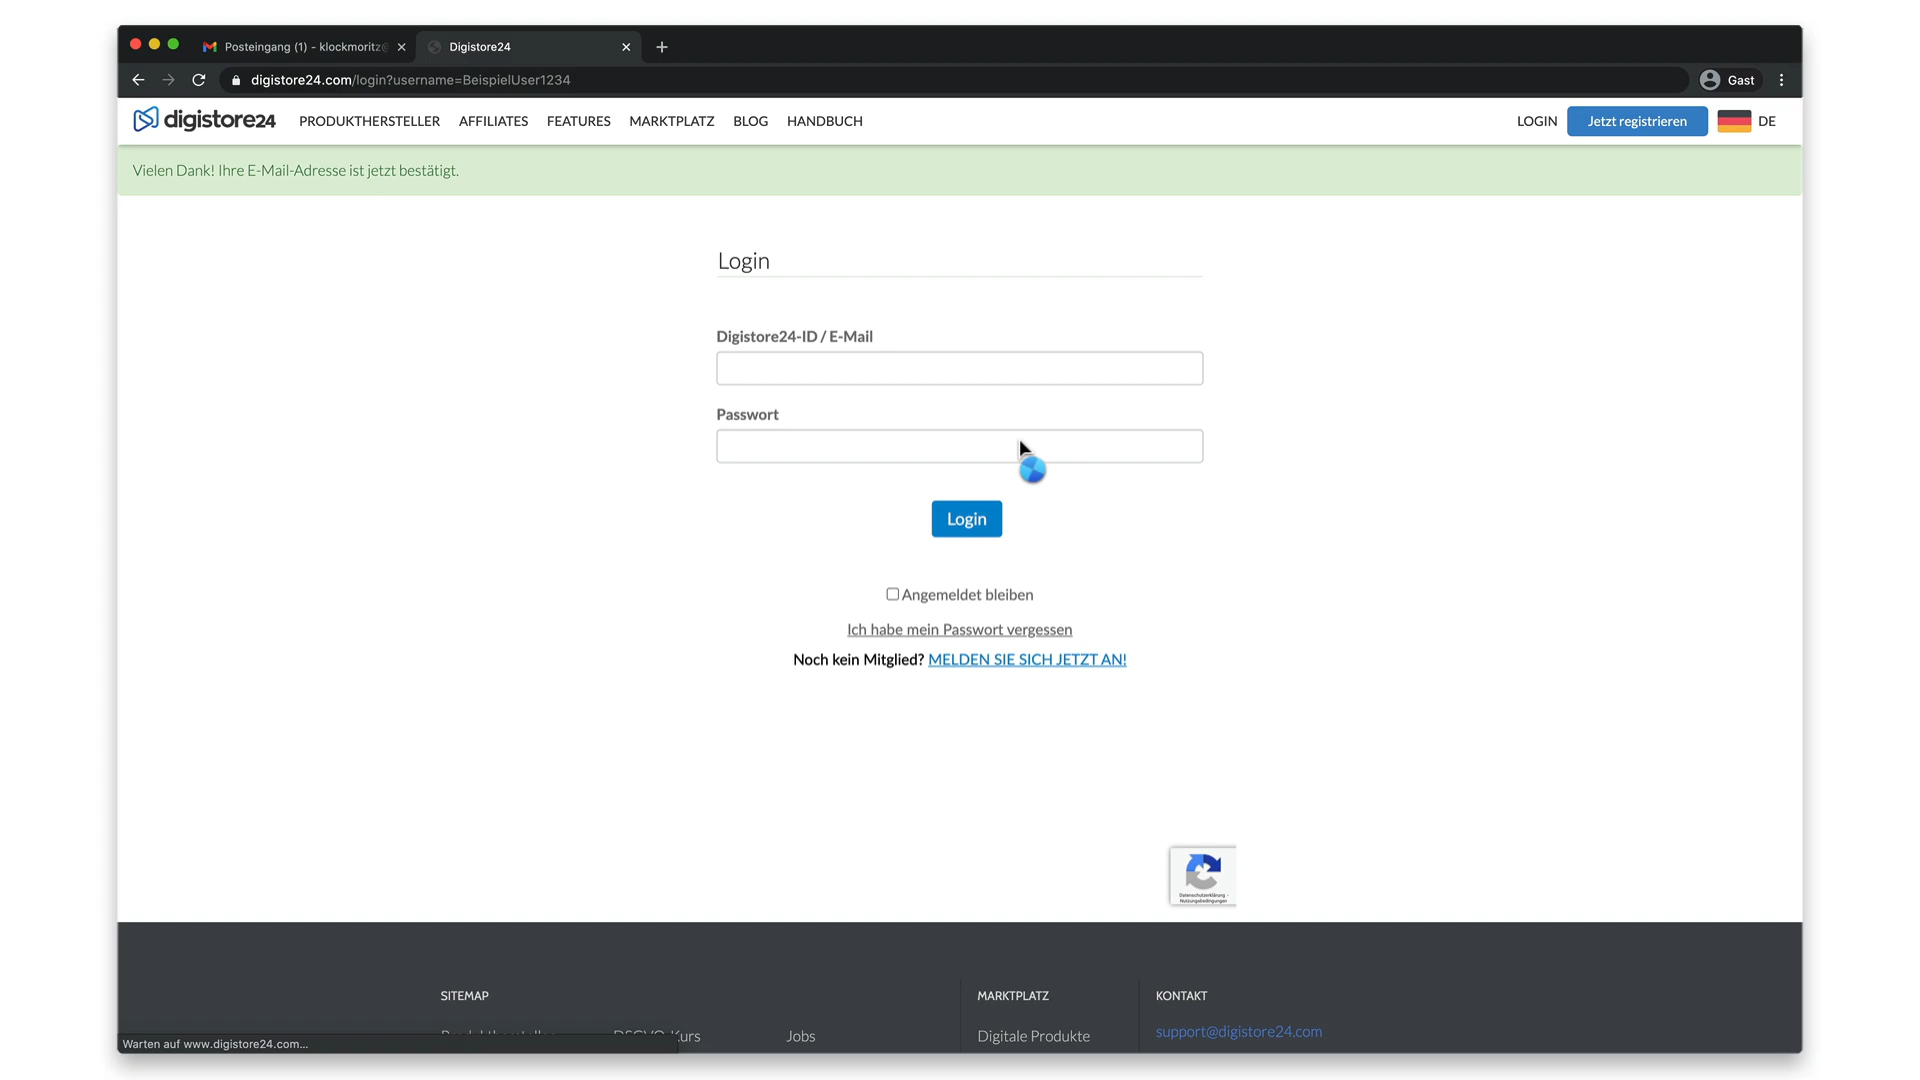 Posteingang (1) - klockmoritz@
Digistore24
digistore24.com/login?username=BeispielUser1234
Gast
digistore24
PRODUKTHERSTELLER
AFFILIATES
FEATURES
MARKTPLATZ
BLOG
HANDBUCH
LOGIN
Jetzt registrieren
DE
Vielen Dank! Ihre E-Mail-Adresse ist jetzt bestätigt.
Login
Digistore24-ID / E-Mail
Passwort
Login
Angemeldet bleiben
Ich habe mein Passwort vergessen
Noch kein Mitglied? MELDEN SIE SICH JETZT AN!
Datenschutzerklärung -
Nutzungsbedingungen
SITEMAP
MARKTPLATZ
KONTAKT
Jobs
Digitale Produkte
support@digistore24.com
Warten auf www.digistore24.com...